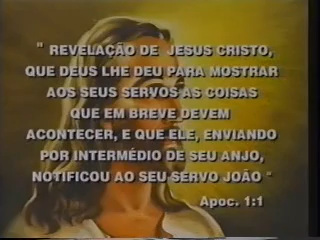 " REVELAÇÃO DE JESUS CRISTO,
QUE DEUS LHE DEU PARA MOSTRAR
AOS SEUS SERVOS AS COISAS
QUE EM BREVE DEVEM
ACONTECER, E QUE ELE, ENVIANDO
POR INTERMÉDIO DE SEU ANJO,
NOTIFICOU AO SEU SERVO JOÃO "
Apoc. 1:1